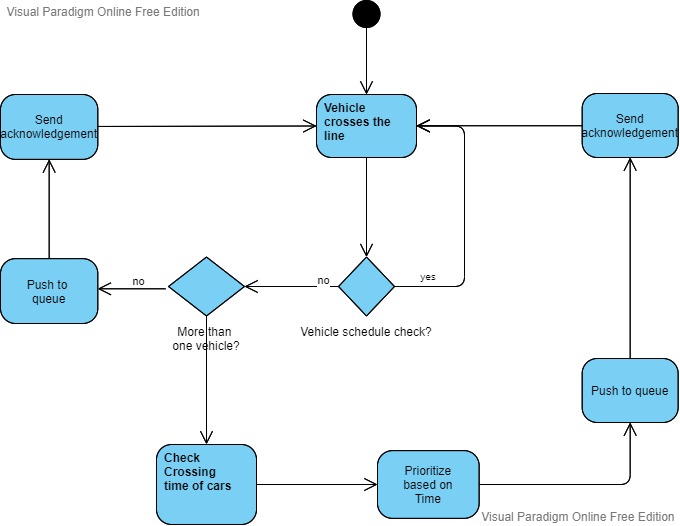 Visual Paradigm Online Free Edition
Send
acknowledgement
Vehicle
crosses the
line
Send
acknowledgement
Push to
queue
no
no
yes
More than
one vehicle?
Vehicle schedule check?
Push to queue
Check
Crossing
time of cars
Prioritize
based on
Time
Visual Paradigm Online Free Edition